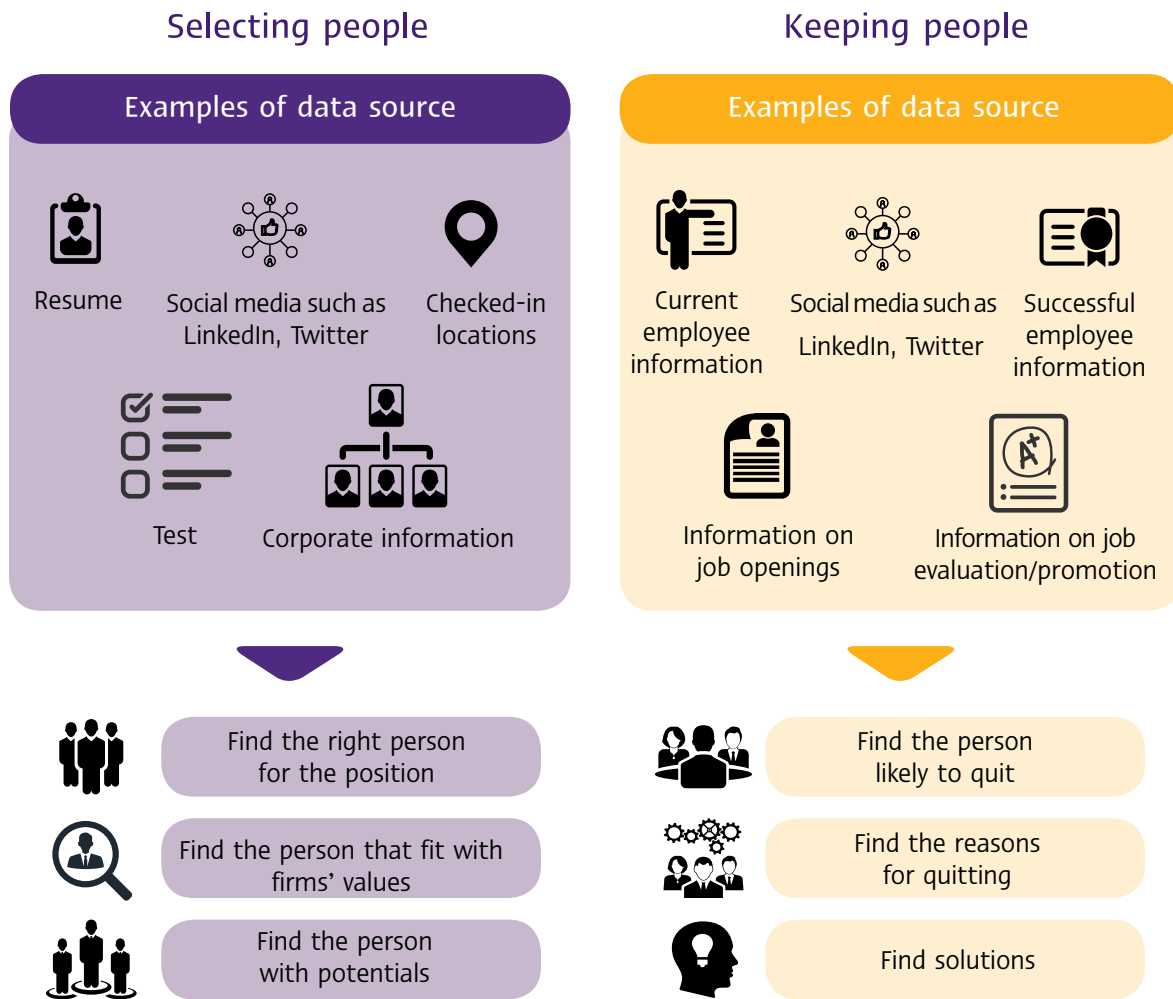 Selecting people
Examples of data source
Resume
Social media such as
LinkedIn, Twitter
Checked-in
locations
Test
Corporate information
Find the right person
for the position
Find the person that fit with
firms’ values
Find the person
with potentials
Keeping people
Examples of data source
Current
employee
information
Social media such as
LinkedIn, Twitter
Successful
employee
information
Information on
job openings
A+
Information on job
evaluation/promotion
Find the person
likely to quit
Find the reasons
for quitting
Find solutions